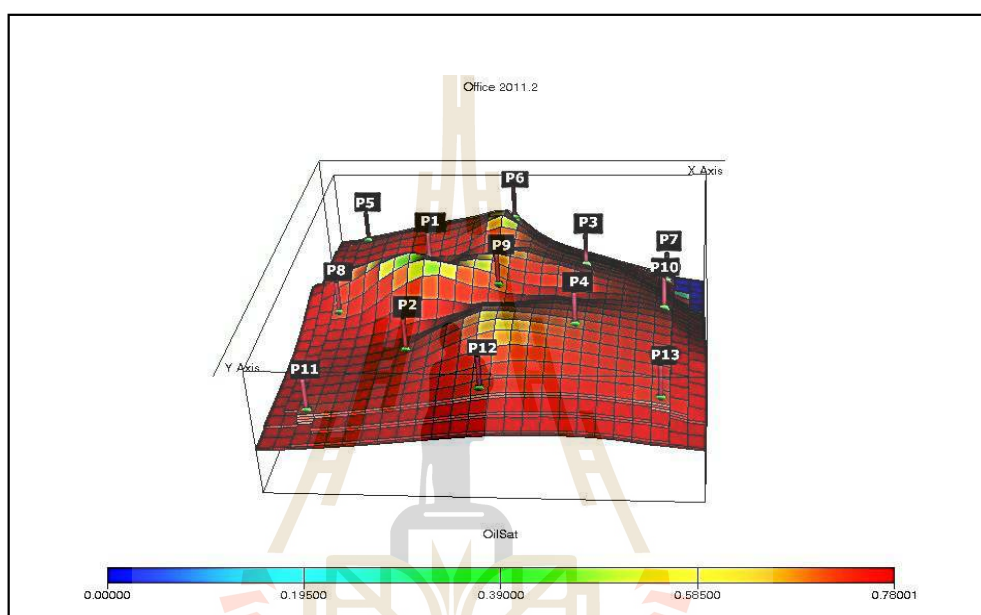 Office 2011.2
X Axis
P6
P5
P1
P3
P7
P9
P10
P8
P4
P2
P12
P13
Y Axis
P11
OilSat
0.00000 0.19500 0.39000 0.58500 0.78001